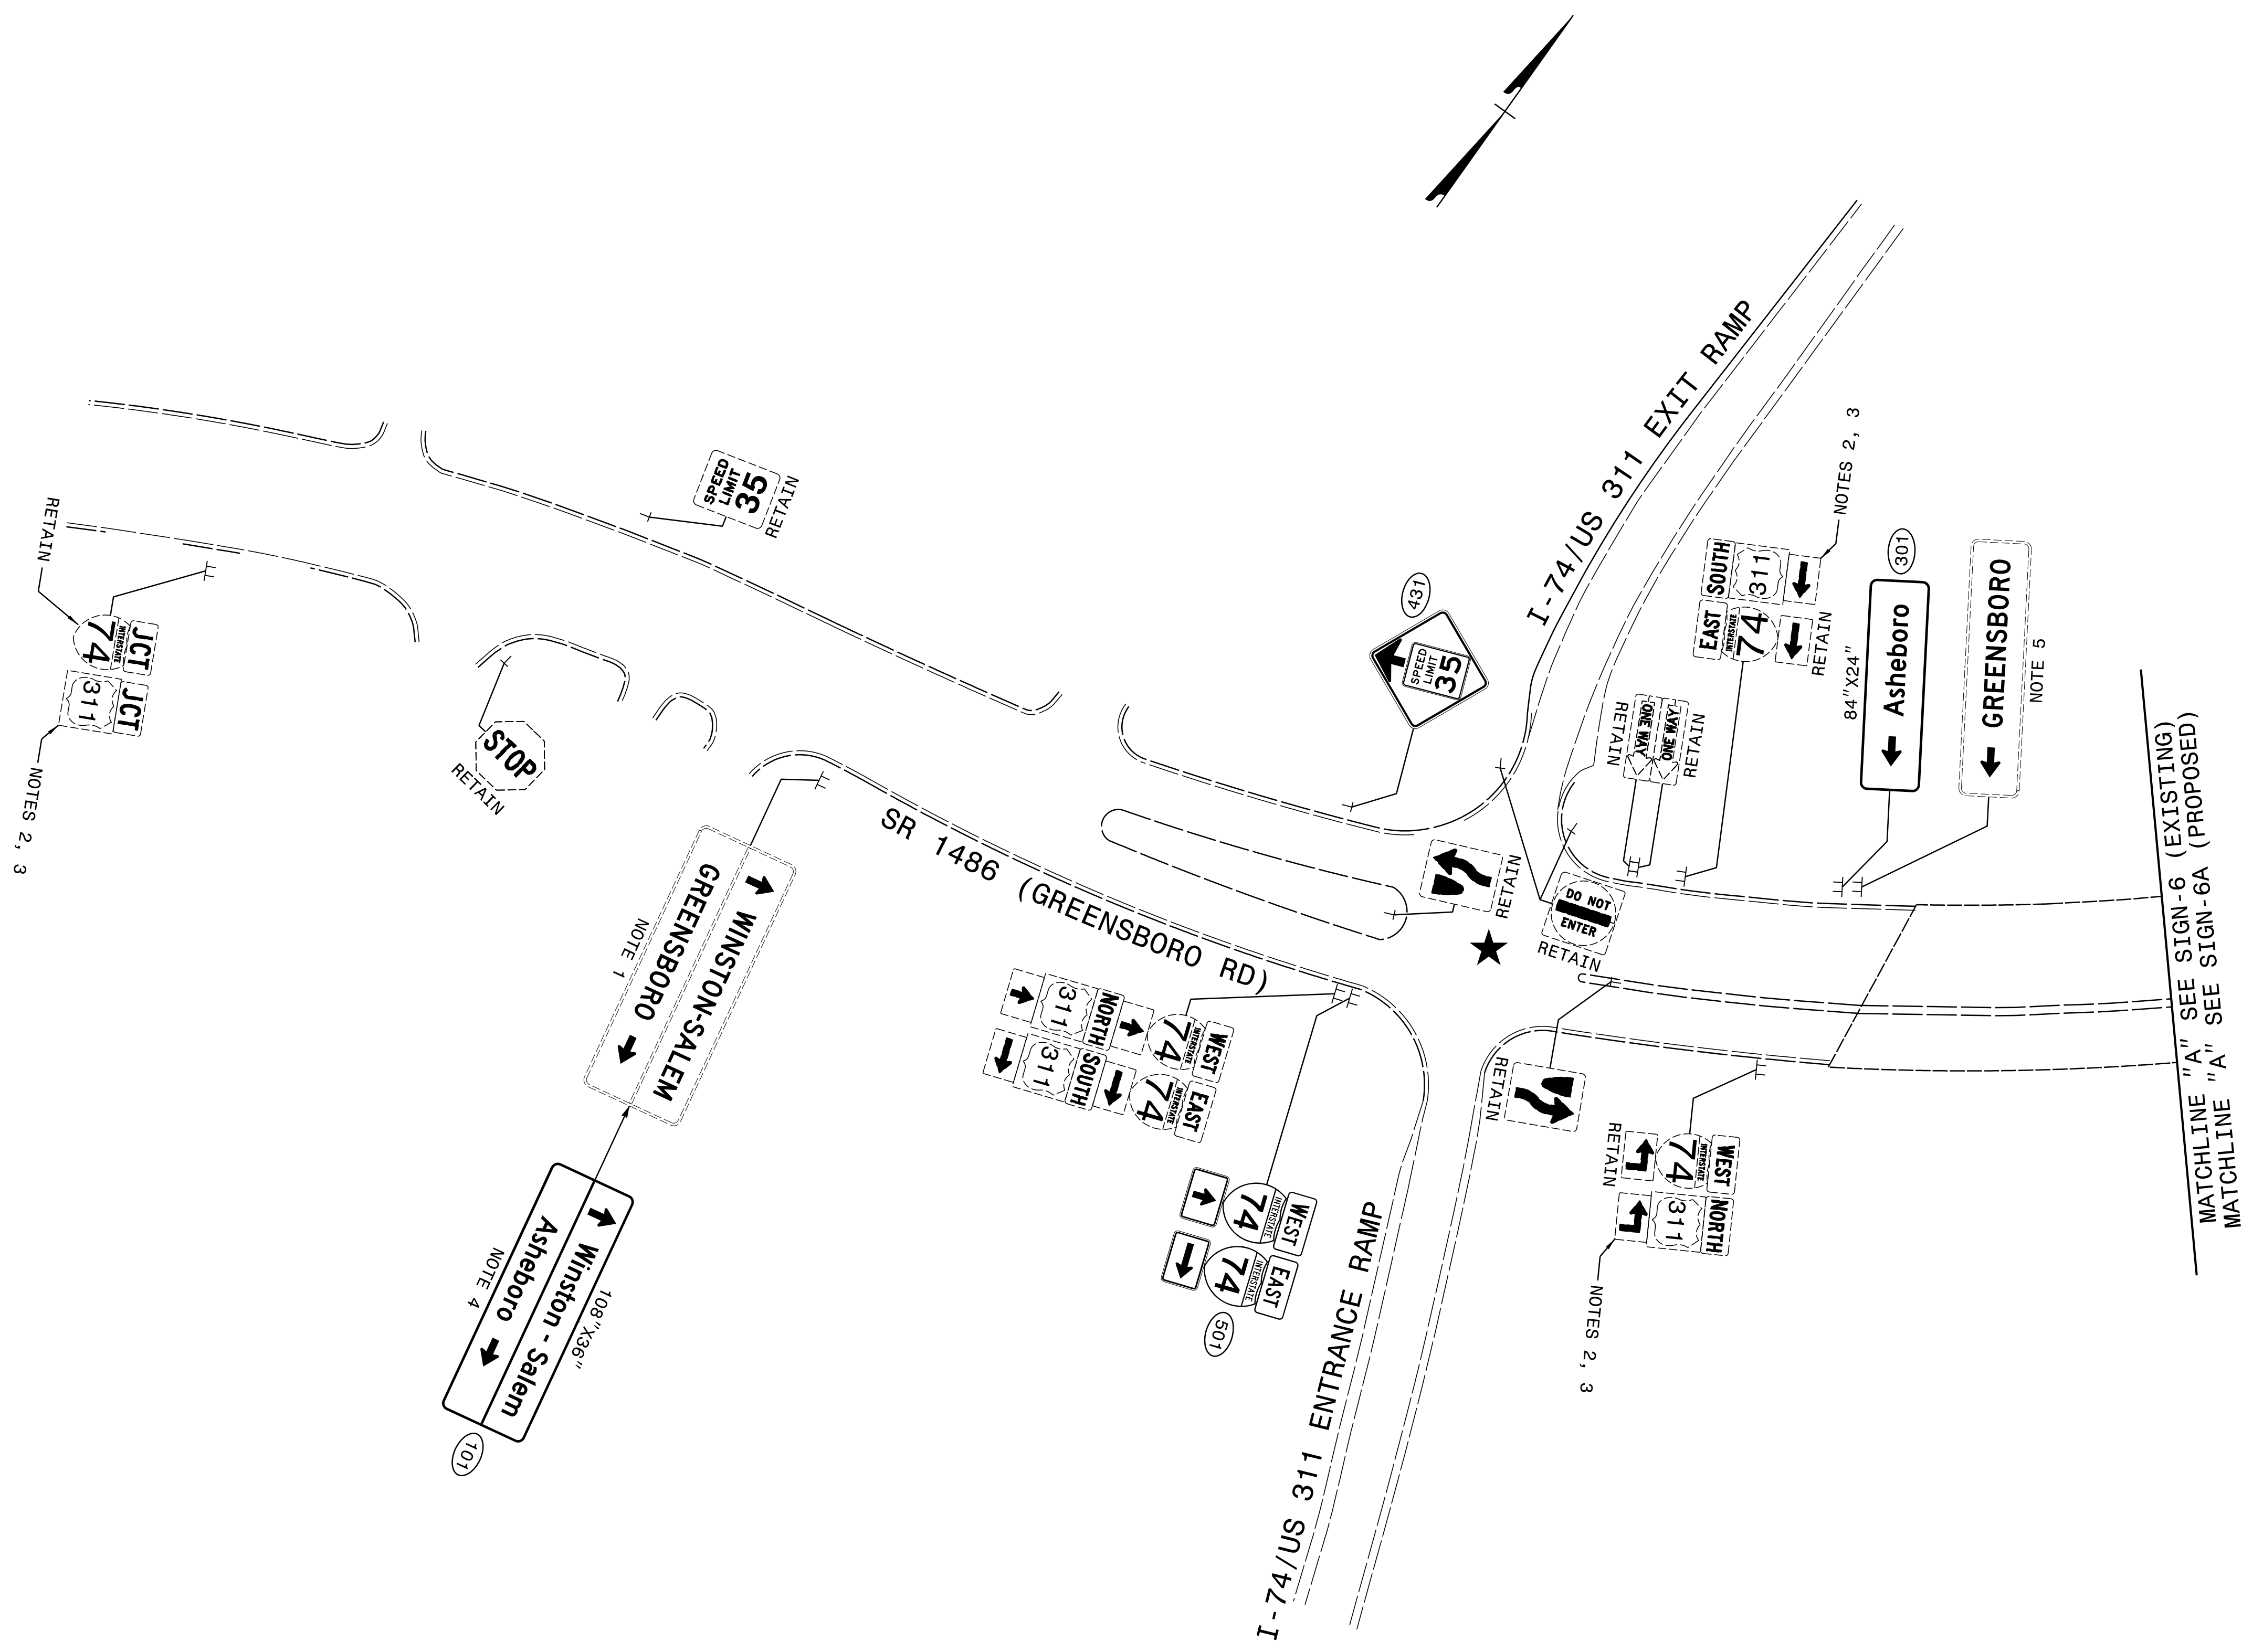 I-74/US 311 EXIT RAMP
SPEED
LIMIT
35
RETAIN
431
SPEED
LIMIT
35
NOTES 2, 3
SOUTH
311
EAST
INTERSTATE
74
RETAIN
301
Asheboro
84"X24"
GREENSBORO
NOTE 5
MATCHLINE "A" SEE SIGN-6 (EXISTING)
MATCHLINE "A" SEE SIGN-6A (PROPOSED)
RETAIN
ONE WAY
ONE WAY
RETAIN
RETAIN
JCT
INTERSTATE
74
JCT
311
NOTES 2, 3
STOP
RETAIN
SR 1486 (GREENSBORO RD)
RETAIN
DO NOT
ENTER
RETAIN
WINSTON-SALEM
GREENSBORO
NOTE 1
108"X36"
Winston - Salem
Asheboro
NOTE 4
101
WEST
INTERSTATE
74
NORTH
311
EAST
INTERSTATE
74
SOUTH
311
WEST
INTERSTATE
74
EAST
INTERSTATE
74
501
I-74/US 311 ENTRANCE RAMP
RETAIN
WEST
INTERSTATE
74
RETAIN
NORTH
311
NOTES 2, 3